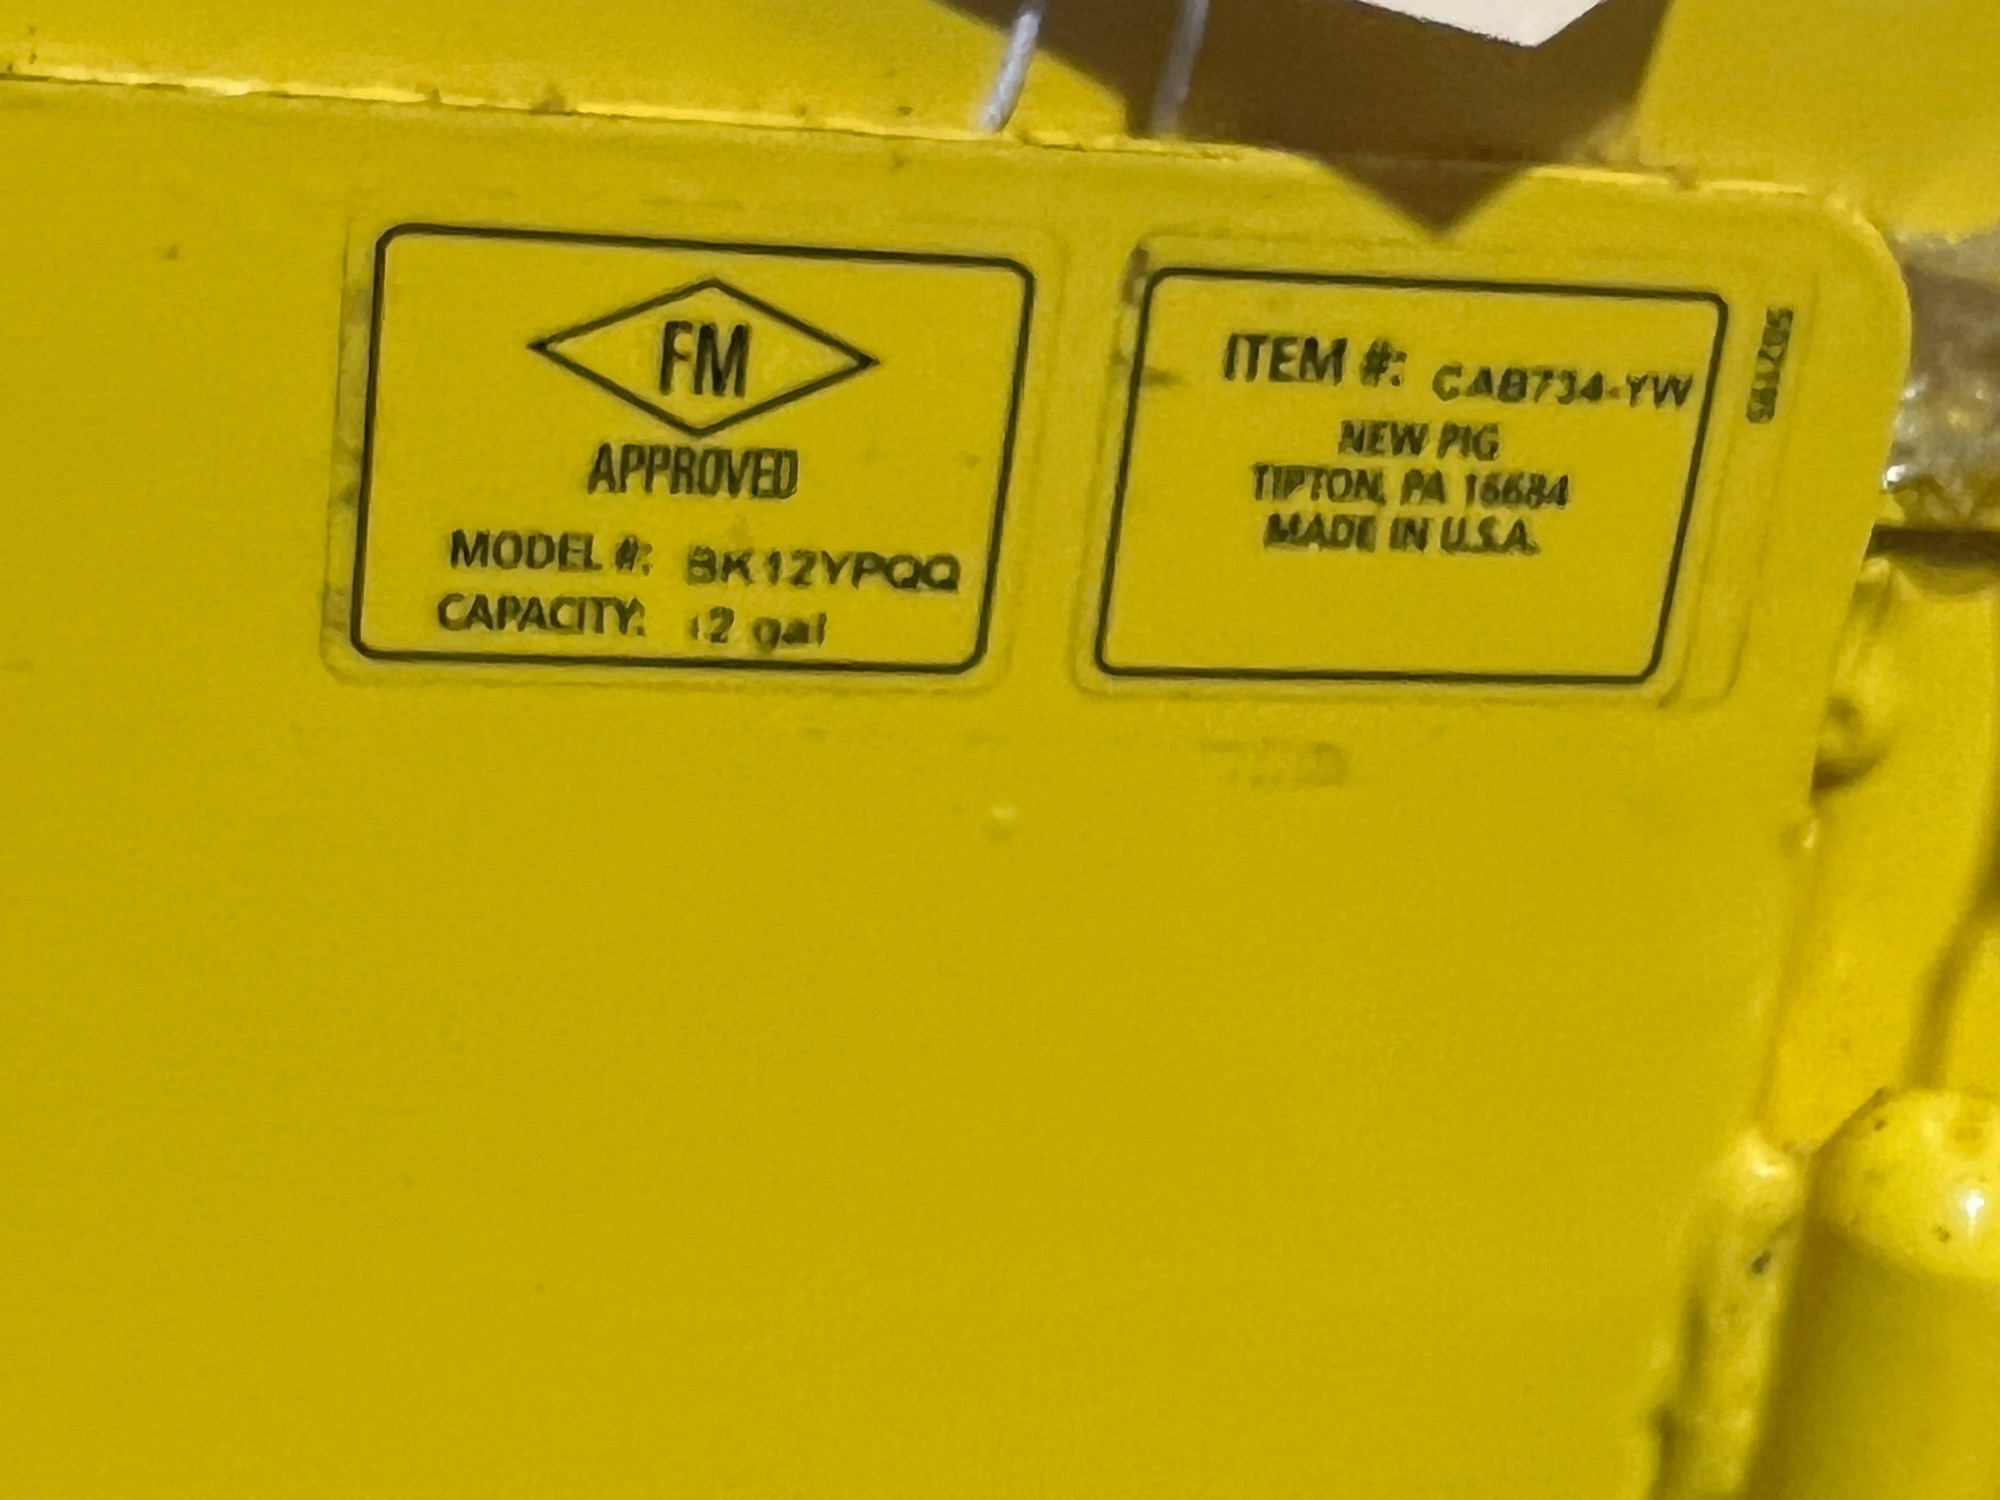 FM
APPROVED
MODEL #: BK12YPQQ
CAPACITY: 12 gal
ITEM #: CAB734-YW
NEW PIG
TIPTON, PA 16684
MADE IN U.S.A.